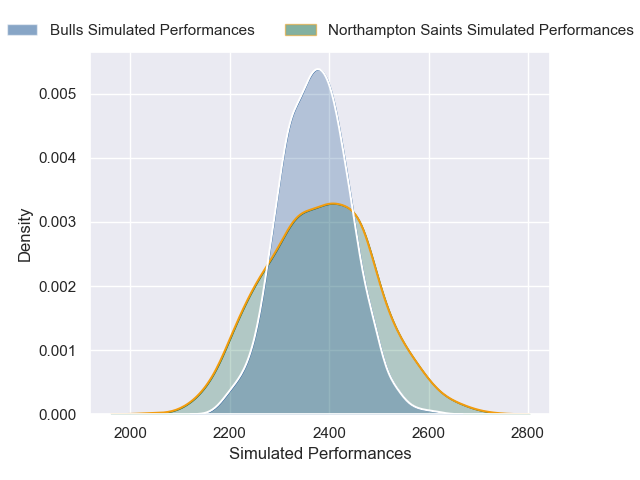 Bulls Simulated Performances
Northampton Saints Simulated Performances
0.005
0.004
0.003
0.002
0.001
0.000
Density
2000 2200 2400 2600 2800
Simulated Performances